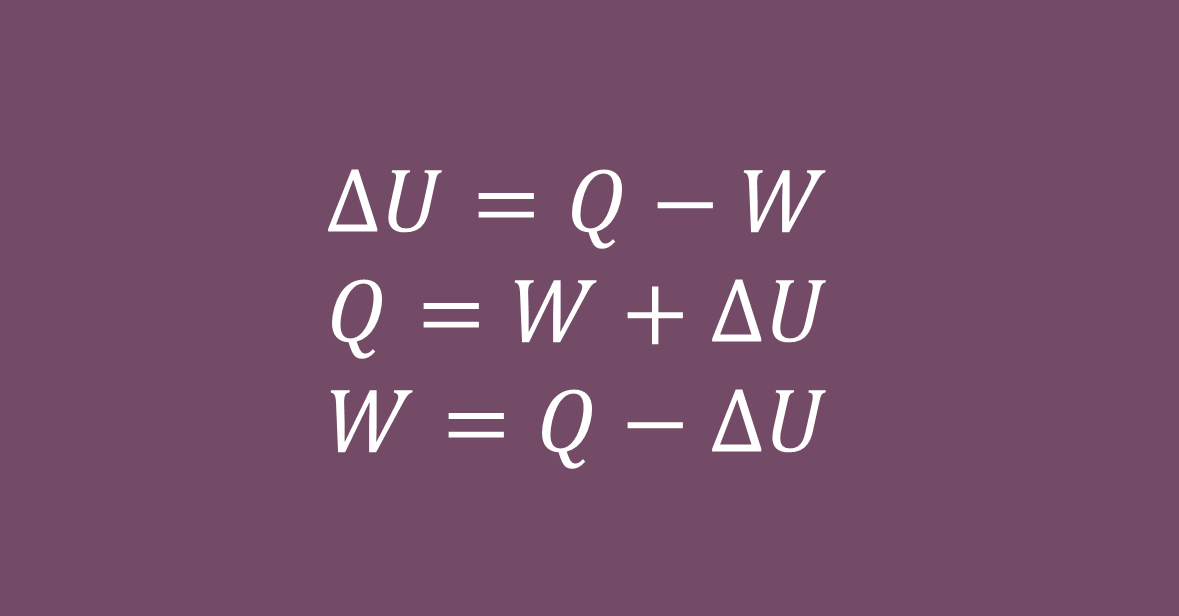 ΔU = Q − W
Q = W + ΔU
W = Q − ΔU